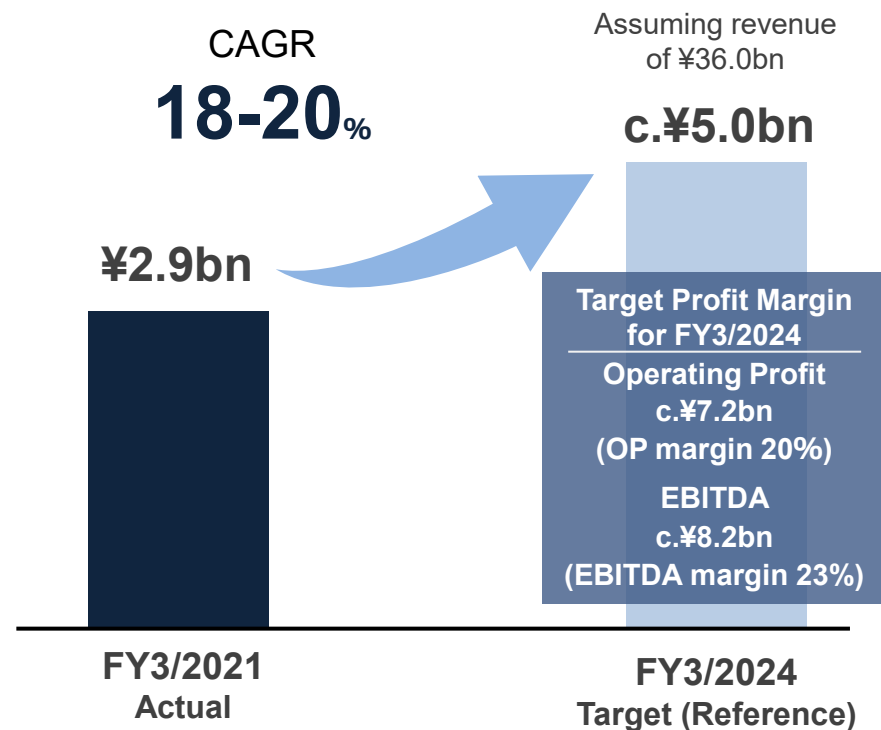 CAGR
18-20%
Assuming revenue
of ¥36.0bn
c.¥5.0bn
¥2.9bn
Target Profit Margin
for FY3/2024
Operating Profit
c.¥7.2bn
(OP margin 20%)
EBITDA
c.¥8.2bn
(EBITDA margin 23%)
FY3/2021
Actual
FY3/2024
Target (Reference)